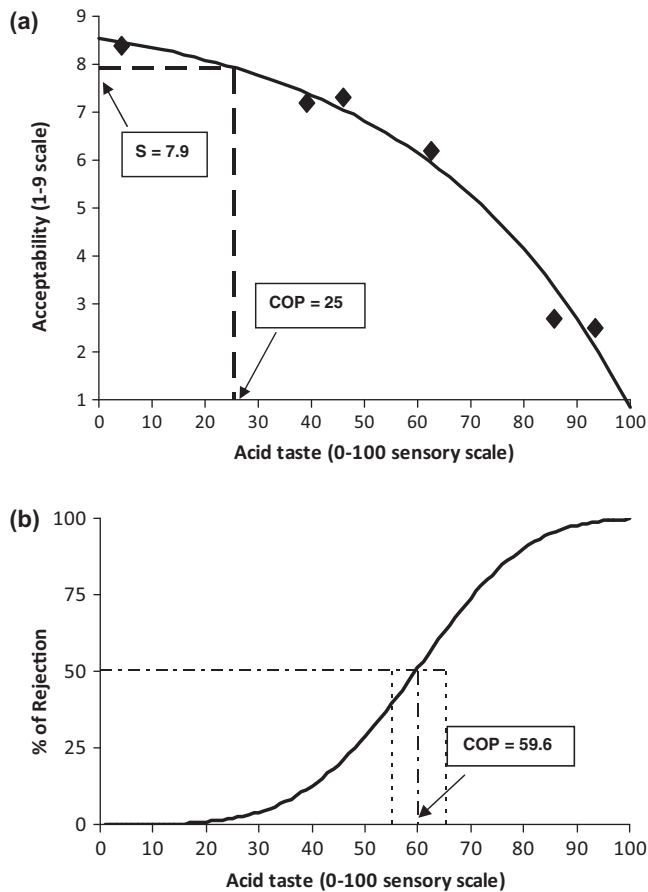 (a)
9
8
7
6
5
4
3
2
1
Acceptability (1-9 scale)
S = 7.9
COP = 25
0 10 20 30 40 50 60 70 80 90 100
Acid taste (0-100 sensory scale)
(b)
100
75
50
25
0
% of Rejection
COP = 59.6
0 10 20 30 40 50 60 70 80 90 100
Acid taste (0-100 sensory scale)